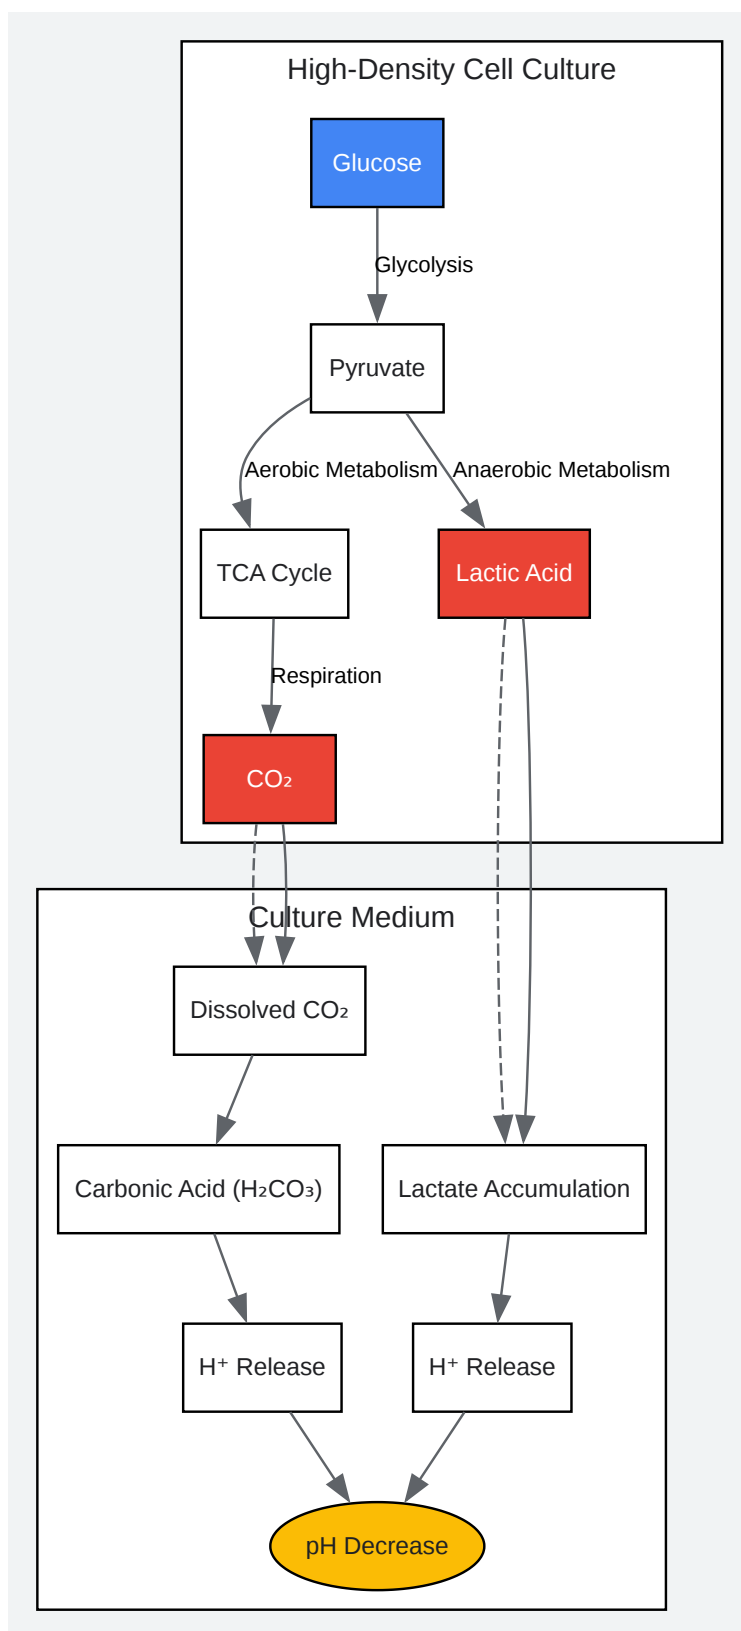 High-Density Cell Culture
Glucose
Glycolysis
Pyruvate
Aerobic Metabolism
Anaerobic Metabolism
TCA Cycle
Lactic Acid
Respiration
CO₂
Culture Medium
Dissolved CO₂
Carbonic Acid (H₂CO₃)
Lactate Accumulation
H⁺ Release
H⁺ Release
pH Decrease